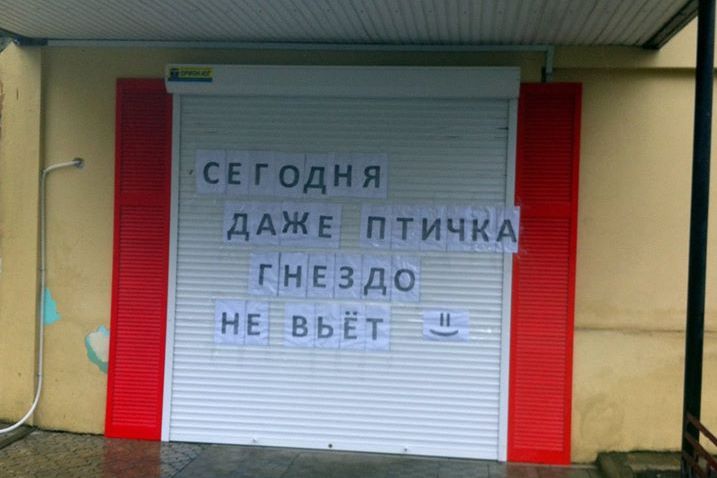 СЕГОДНЯ
ДАЖЕ ПТИЧКА
ГНЕЗДО
НЕ ВЬЁТ =)